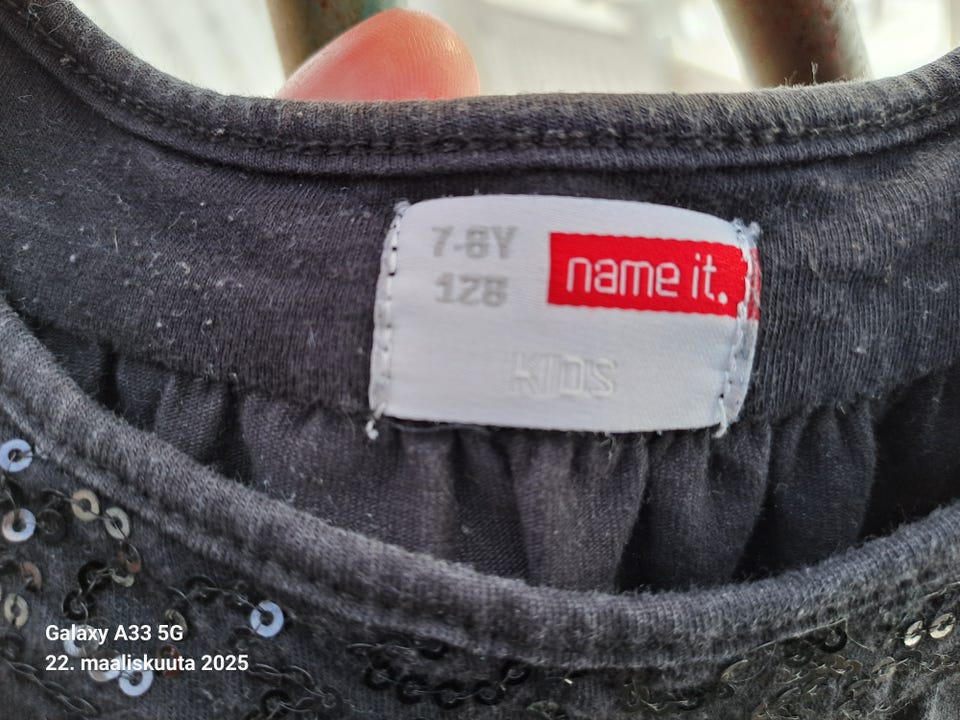 7-8Y
128
name it.
KIDS
Galaxy A33 5G
22. maaliskuuta 2025